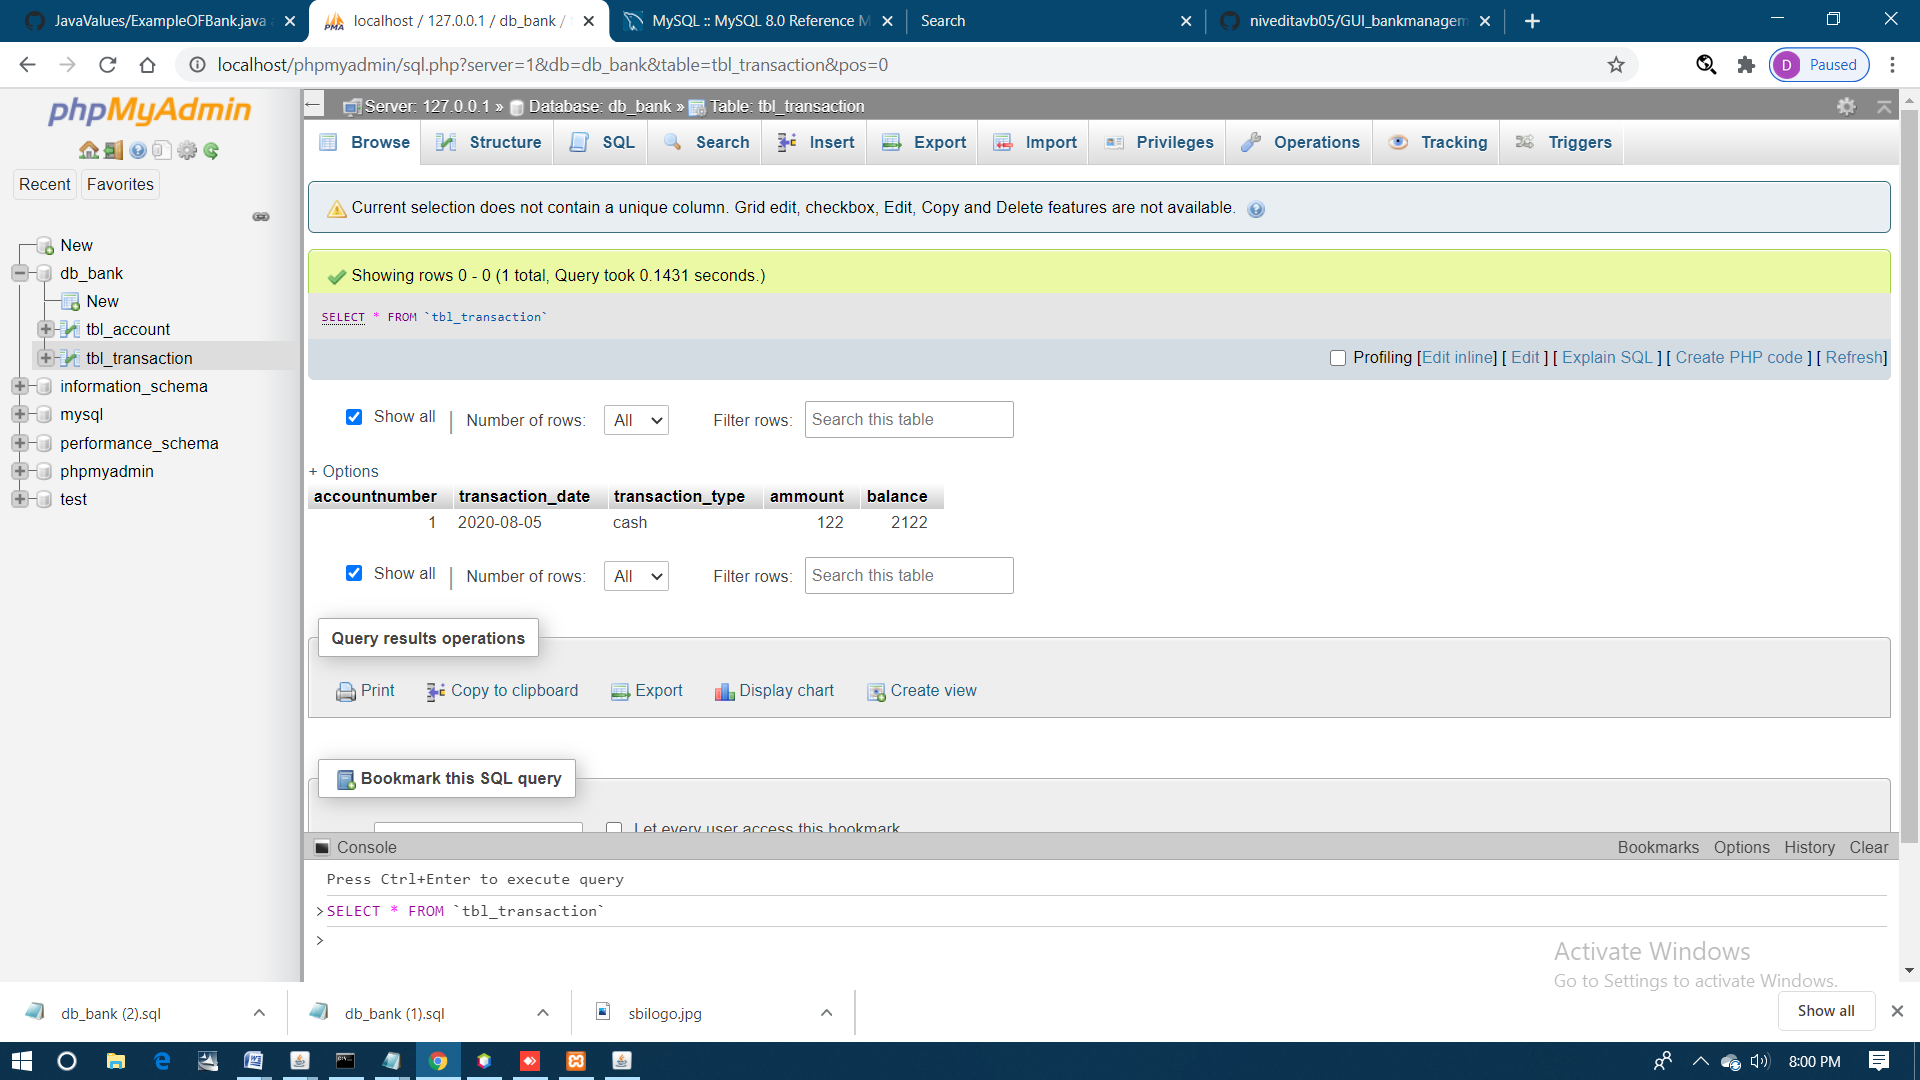 JavaValues/ExampleOFBank.java
localhost / 127.0.0.1 / db_bank /
MySQL :: MySQL 8.0 Reference M
Search
niveditavb05/GUI_bankmanagem
localhost/phpmyadmin/sql.php?server=1&db=db_bank&table=tbl_transaction&pos=0
D Paused
phpMyAdmin
Recent Favorites
New
db_bank
New
tbl_account
tbl_transaction
information_schema
mysql
performance_schema
phpmyadmin
test
Server: 127.0.0.1 » Database: db_bank » Table: tbl_transaction
Browse Structure SQL Search Insert Export Import Privileges Operations Tracking Triggers
Current selection does not contain a unique column. Grid edit, checkbox, Edit, Copy and Delete features are not available.
Showing rows 0 - 0 (1 total, Query took 0.1431 seconds.)
SELECT * FROM `tbl_transaction`
Profiling [Edit inline] [ Edit ] [ Explain SQL ] [ Create PHP code ] [ Refresh]
Show all | Number of rows: All Filter rows: Search this table
+ Options
accountnumber transaction_date transaction_type ammount balance
1 2020-08-05 cash 122 2122
Show all | Number of rows: All Filter rows: Search this table
Query results operations
Print Copy to clipboard Export Display chart Create view
Bookmark this SQL query
Let every user access this bookmark
Console Bookmarks Options History Clear
Press Ctrl+Enter to execute query
>SELECT * FROM `tbl_transaction`
>
Activate Windows
Go to Settings to activate Windows.
db_bank (2).sql
db_bank (1).sql
sbilogo.jpg
Show all
8:00 PM